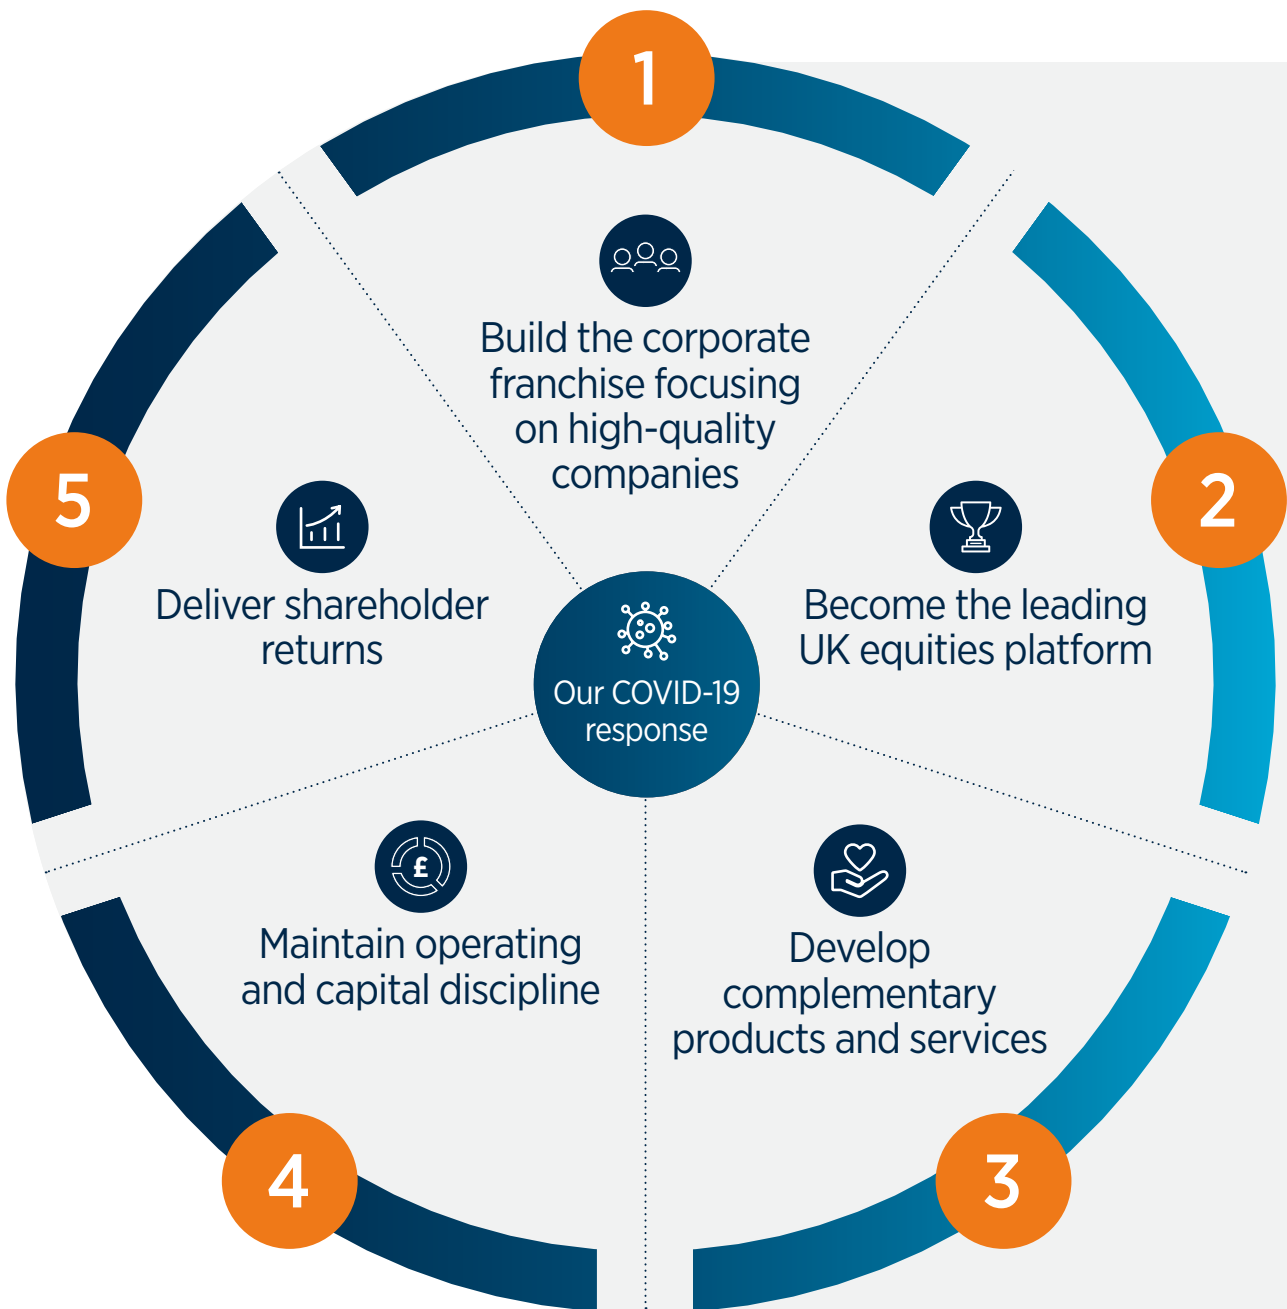 1
Build the corporate
franchise focusing
on high-quality
companies
2
Become the leading
UK equities platform
3
Develop
complementary
products and services
4
£
Maintain operating
and capital discipline
5
Deliver shareholder
returns
Our COVID-19
response